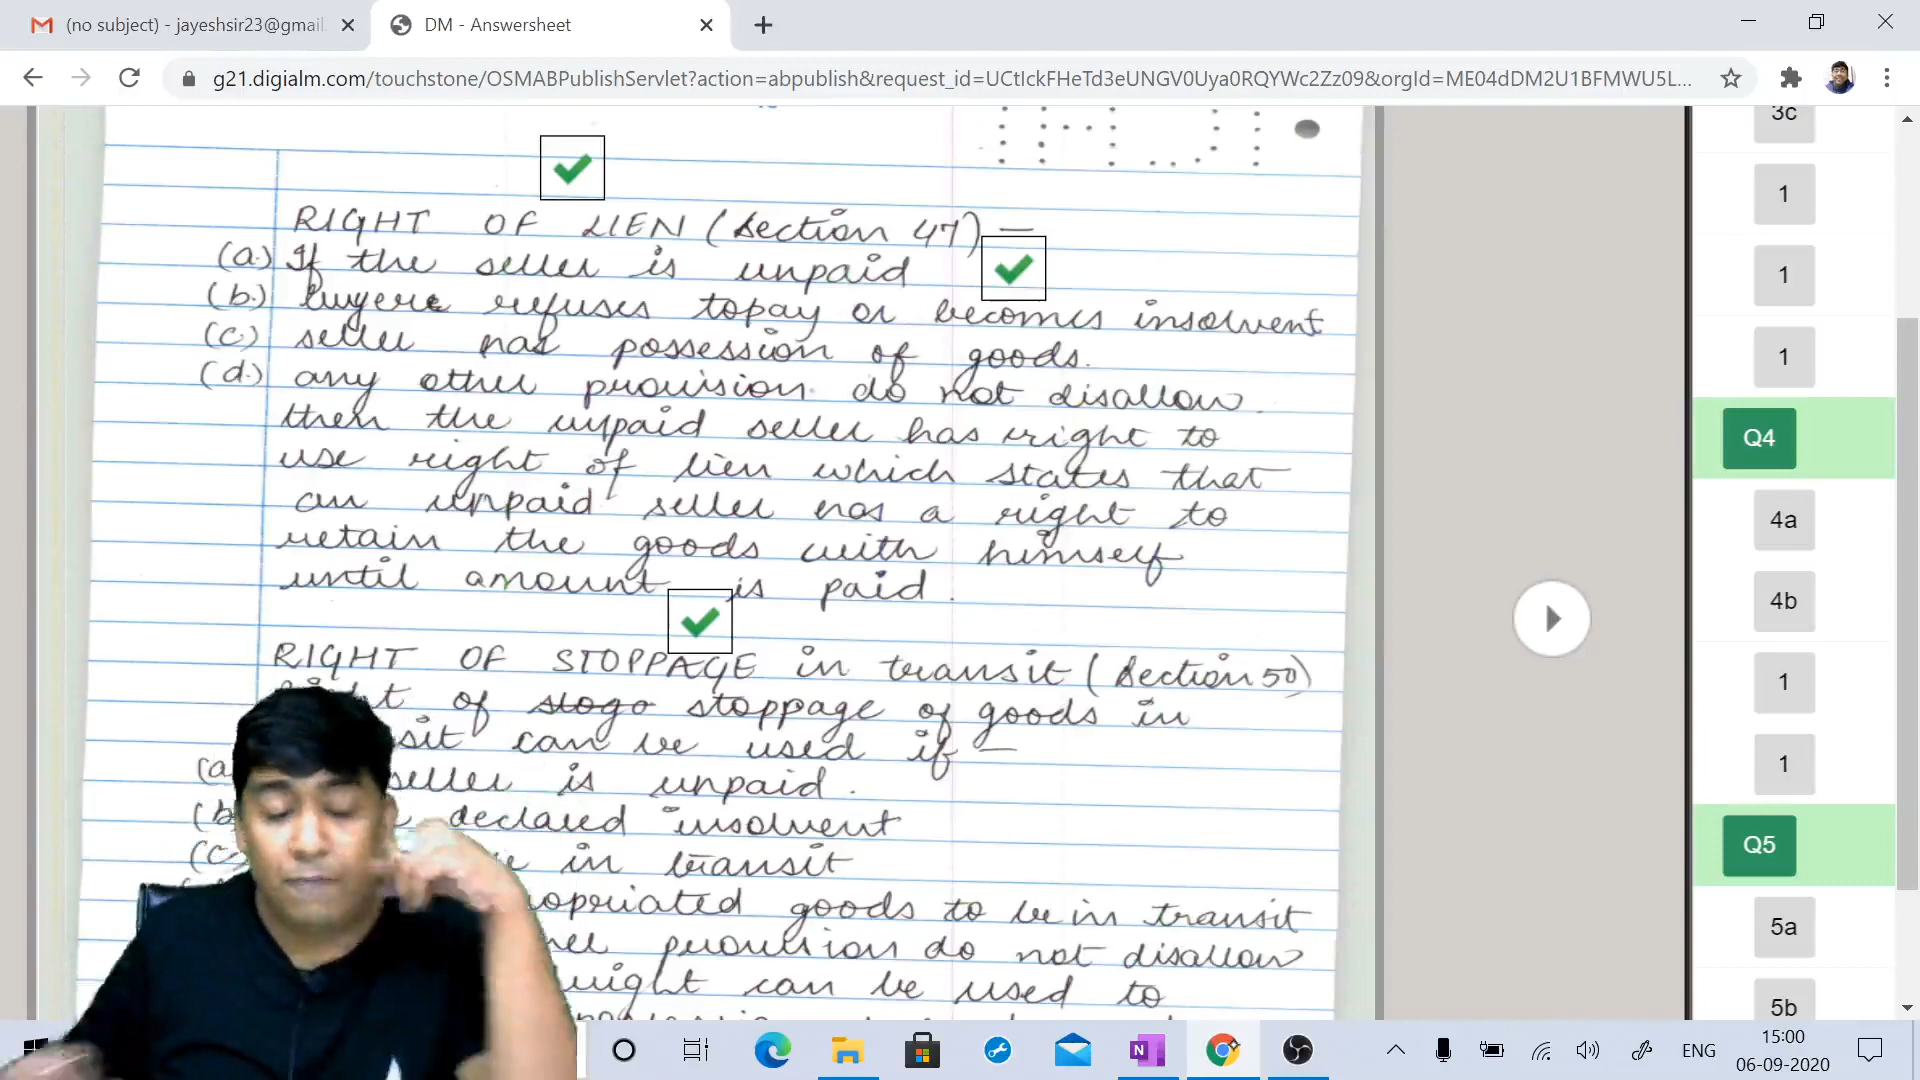 (no subject) - jayeshsir23@gmail.
DM - Answersheet
g21.digialm.com/touchstone/OSMABPublishServlet?action=abpublish&request_id=UCtIckFHeTd3eUNGV0Uya0RQYWc2Zz09&orgId=ME04dDM2U1BFMWU5L...
RIGHT OF LIEN (Section 47) —
(a.) If the seller is unpaid
(b.) buyer refuses to pay or becomes insolvent
(c.) seller has possession of goods.
(d.) any other provision do not disallow.
then the unpaid seller has right to
use right of lien which states that
an unpaid seller has a right to
retain the goods with himself
until amount is paid.
RIGHT OF STOPPAGE in transit (Section 50)
of stoppage of goods in
can be used if —
(a seller is unpaid.
(b declared insolvent
(c in transit
goods to be in transit
provision do not disallow
right can be used to
3c
1
1
1
Q4
4a
4b
1
1
Q5
5a
5b
ENG
15:00
06-09-2020